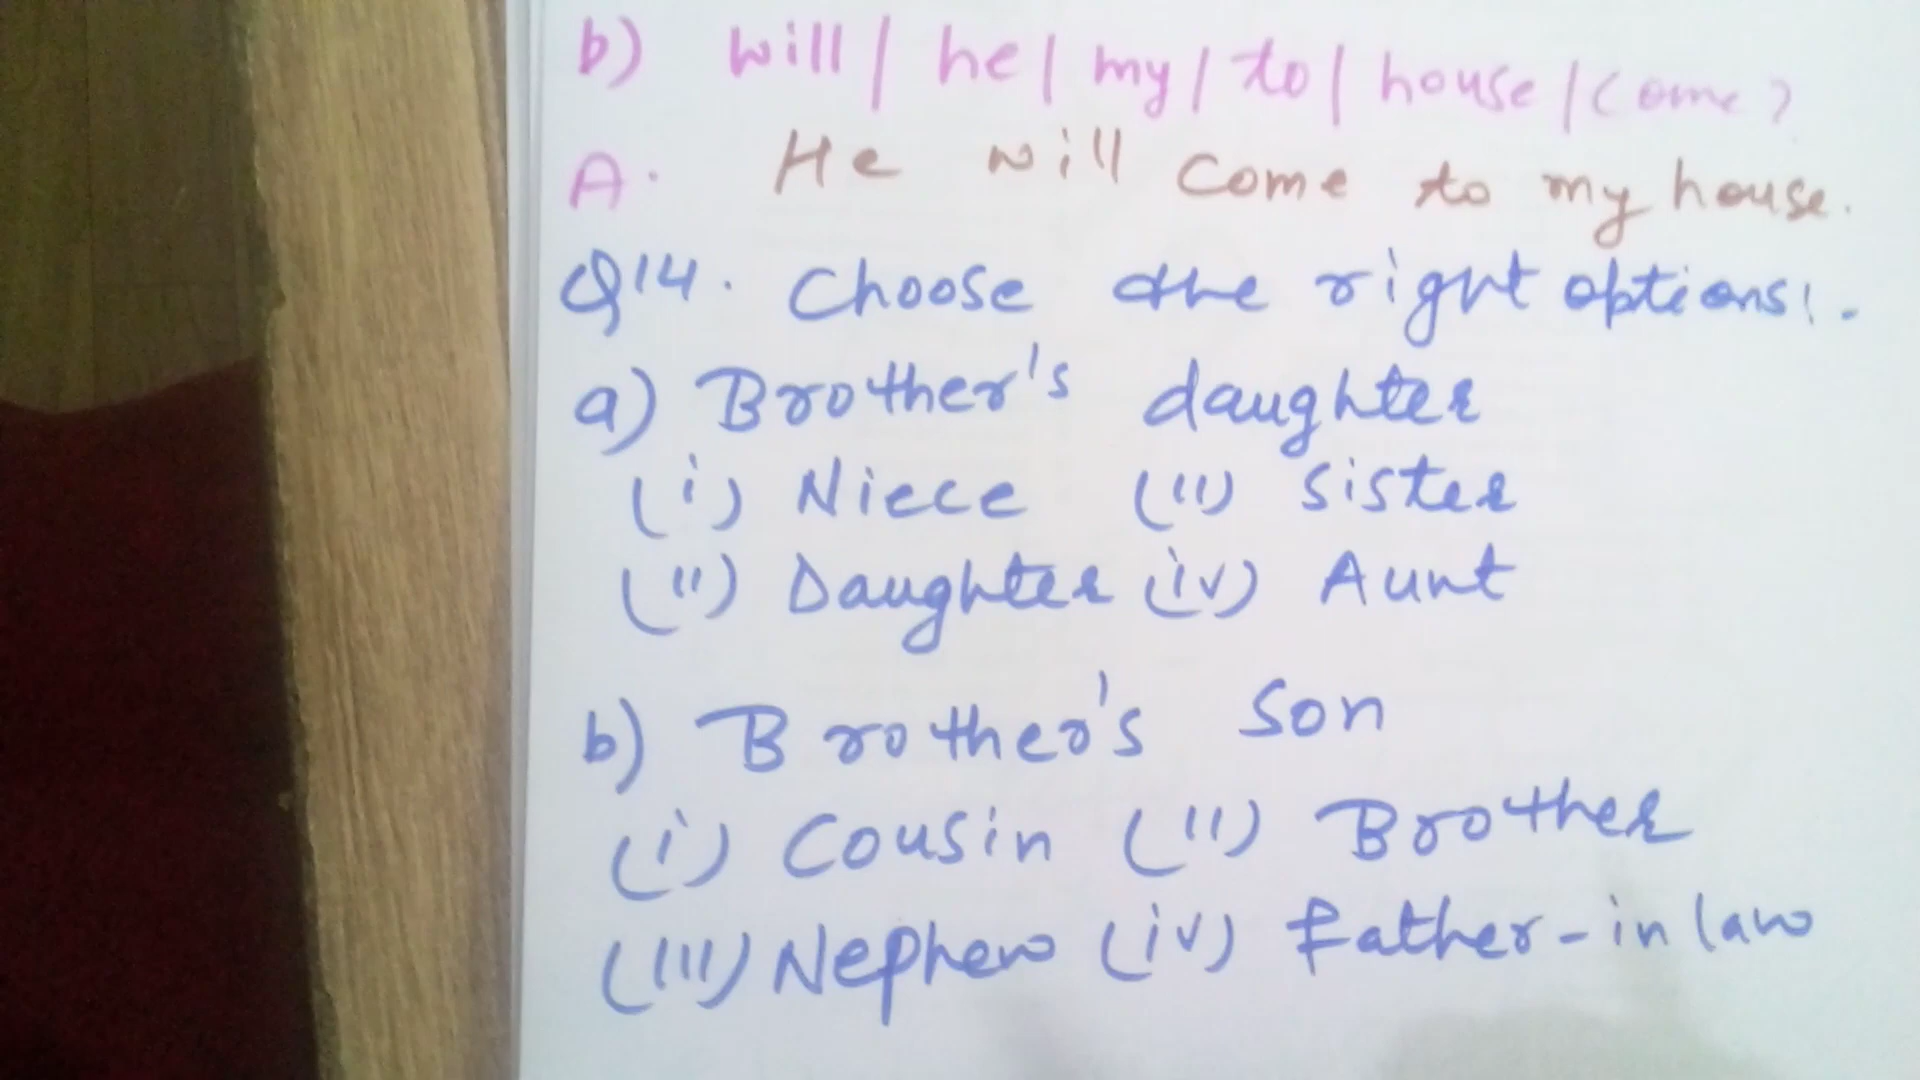 b) will / he / my / to / house / come?
A. He will come to my house.
Q14. Choose the right options:-
a) Brother's daughter
(i) Niece (ii) Sister
(ii) Daughter (iv) Aunt
b) Brother's son
(i) Cousin (ii) Brother
(iii) Nephew (iv) Father-in law